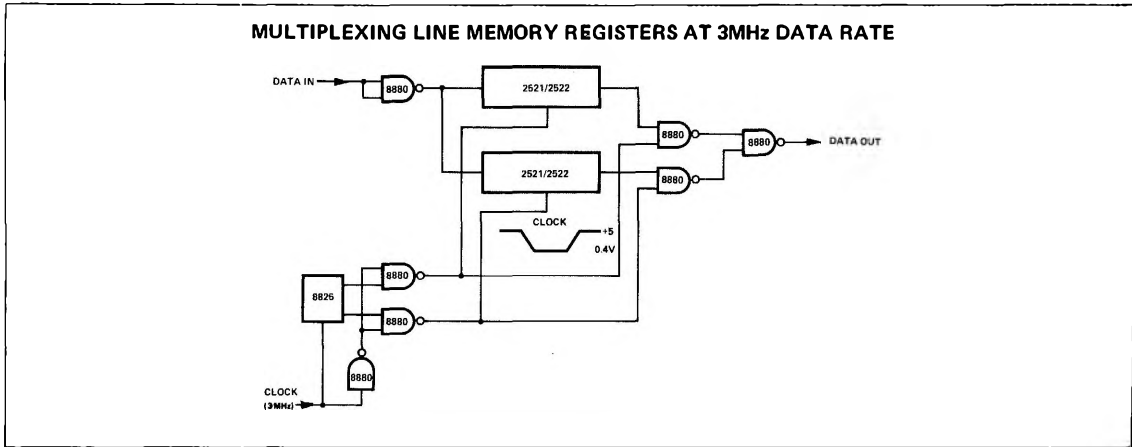 MULTIPLEXING LINE MEMORY REGISTERS AT 3MHz DATA RATE
DATA IN
8880
2521/2522
8880
8880
DATA OUT
2521/2522
8880
CLOCK
+5
0.4V
8880
8826
8880
8880
CLOCK
(3MHz)